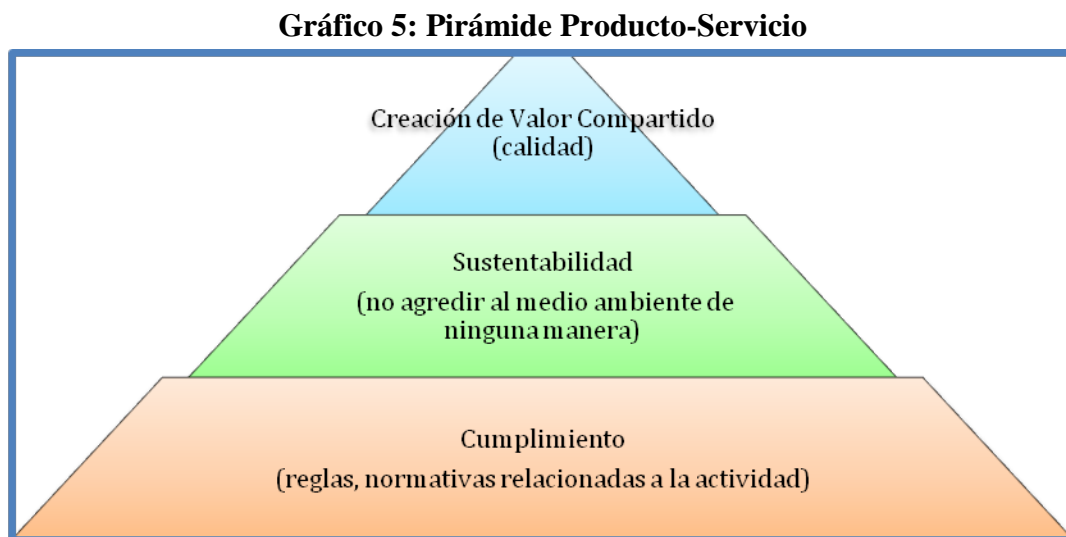 Gráfico 5: Pirámide Producto-Servicio
Creación de Valor Compartido
(calidad)
Sustentabilidad
(no agredir al medio ambiente de
ninguna manera)
Cumplimiento
(reglas, normativas relacionadas a la actividad)